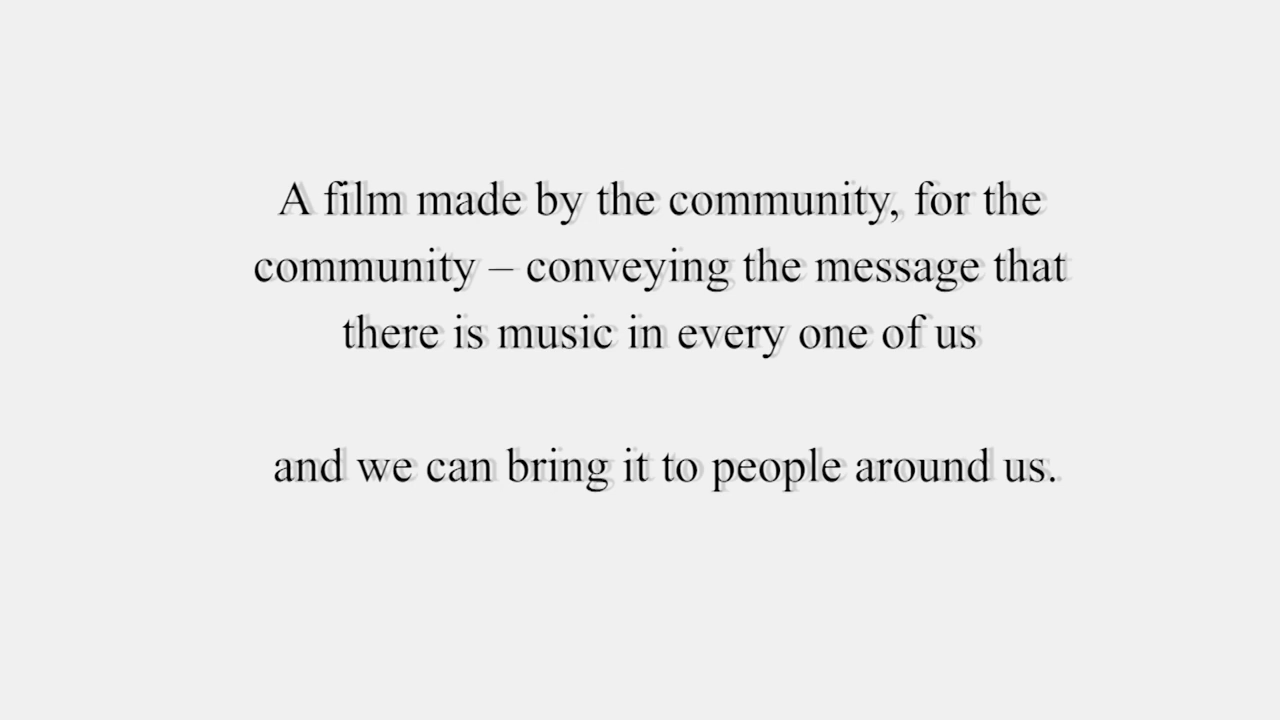 A film made by the community, for the
community – conveying the message that
there is music in every one of us
and we can bring it to people around us.